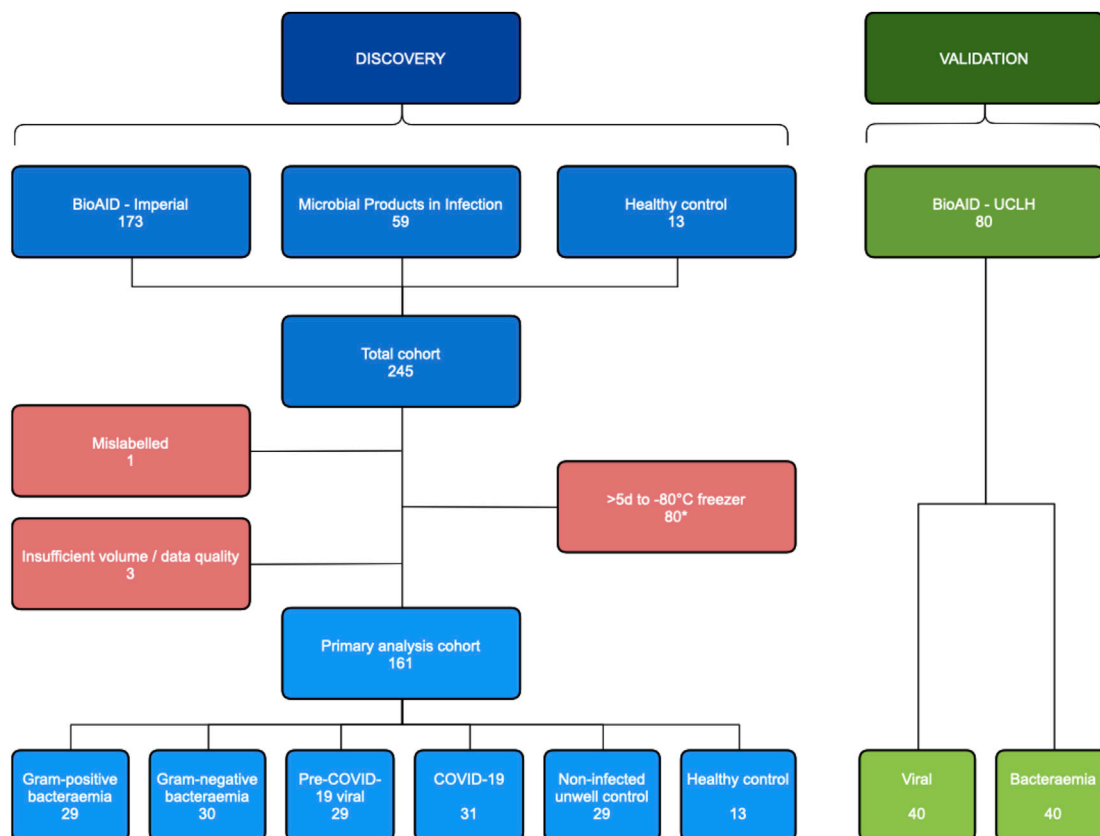 DISCOVERY
VALIDATION
BioAID - Imperial
173
Microbial Products in Infection
59
Healthy control
13
BioAID - UCLH
80
Total cohort
245
Mislabelled
1
>5d to -80°C freezer
80*
Insufficient volume / data quality
3
Primary analysis cohort
161
Gram-positive
bacteraemia
29
Gram-negative
bacteraemia
30
Pre-COVID-
19 viral
29
COVID-19
31
Non-infected
unwell control
29
Healthy control
13
Viral
40
Bacteraemia
40